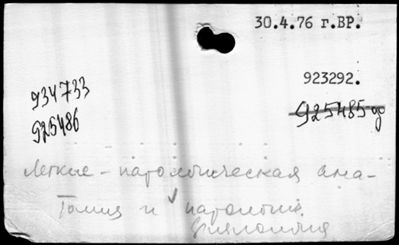 30.4.76 г.ВР.
923292.
934733
925486
925485
Легкие - патологическая ана-
томия и патология.